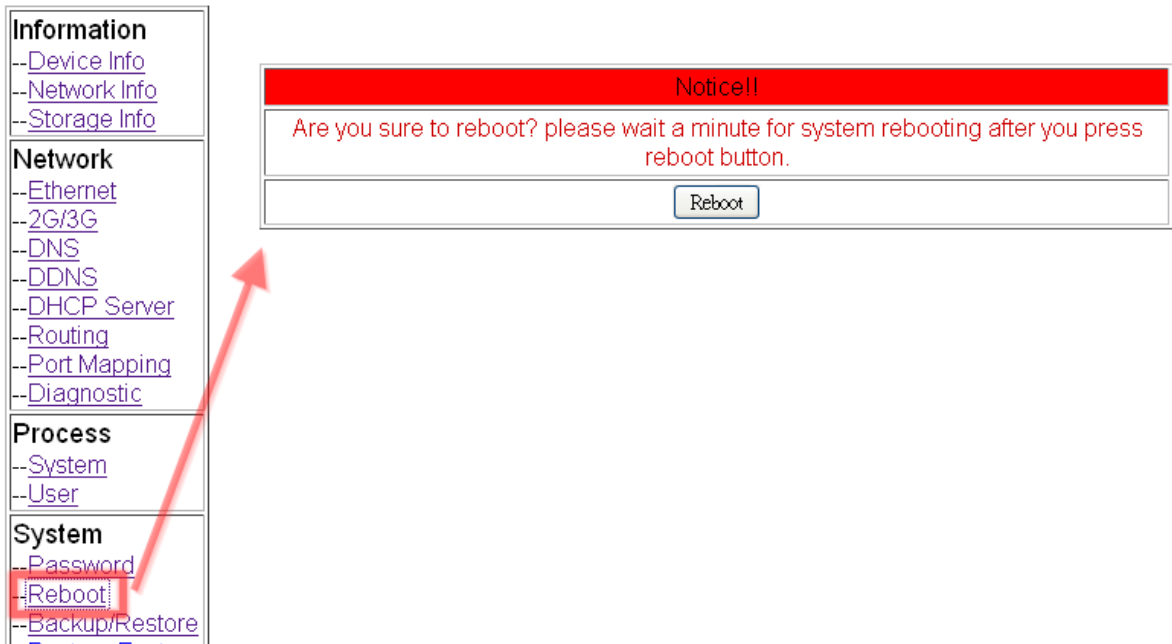 Information
--Device Info
--Network Info
--Storage Info
Network
--Ethernet
--2G/3G
--DNS
--DDNS
--DHCP Server
--Routing
--Port Mapping
--Diagnostic
Process
--System
--User
System
--Password
--Reboot
--Backup/Restore
Notice!!
Are you sure to reboot? please wait a minute for system rebooting after you press
reboot button.
Reboot